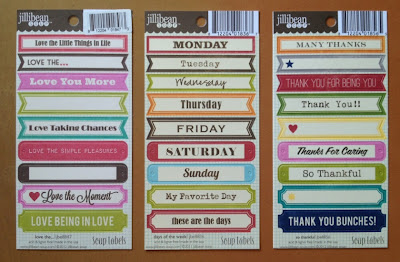 jillibean
Love the Little Things in Life
LOVE THE...
Love You More
Love Taking Chances
LOVE THE SIMPLE PLEASURES
Love the Moment
LOVE BEING IN LOVE
Soup Labels
jillibean
MONDAY
Tuesday
Wednesday
Thursday
FRIDAY
SATURDAY
Sunday
My Favorite Day
these are the days
Soup Labels
jillibean
MANY THANKS
THANK YOU FOR BEING YOU
Thank You!!
Thanks For Caring
So Thankful
THANK YOU BUNCHES!
Soup Labels